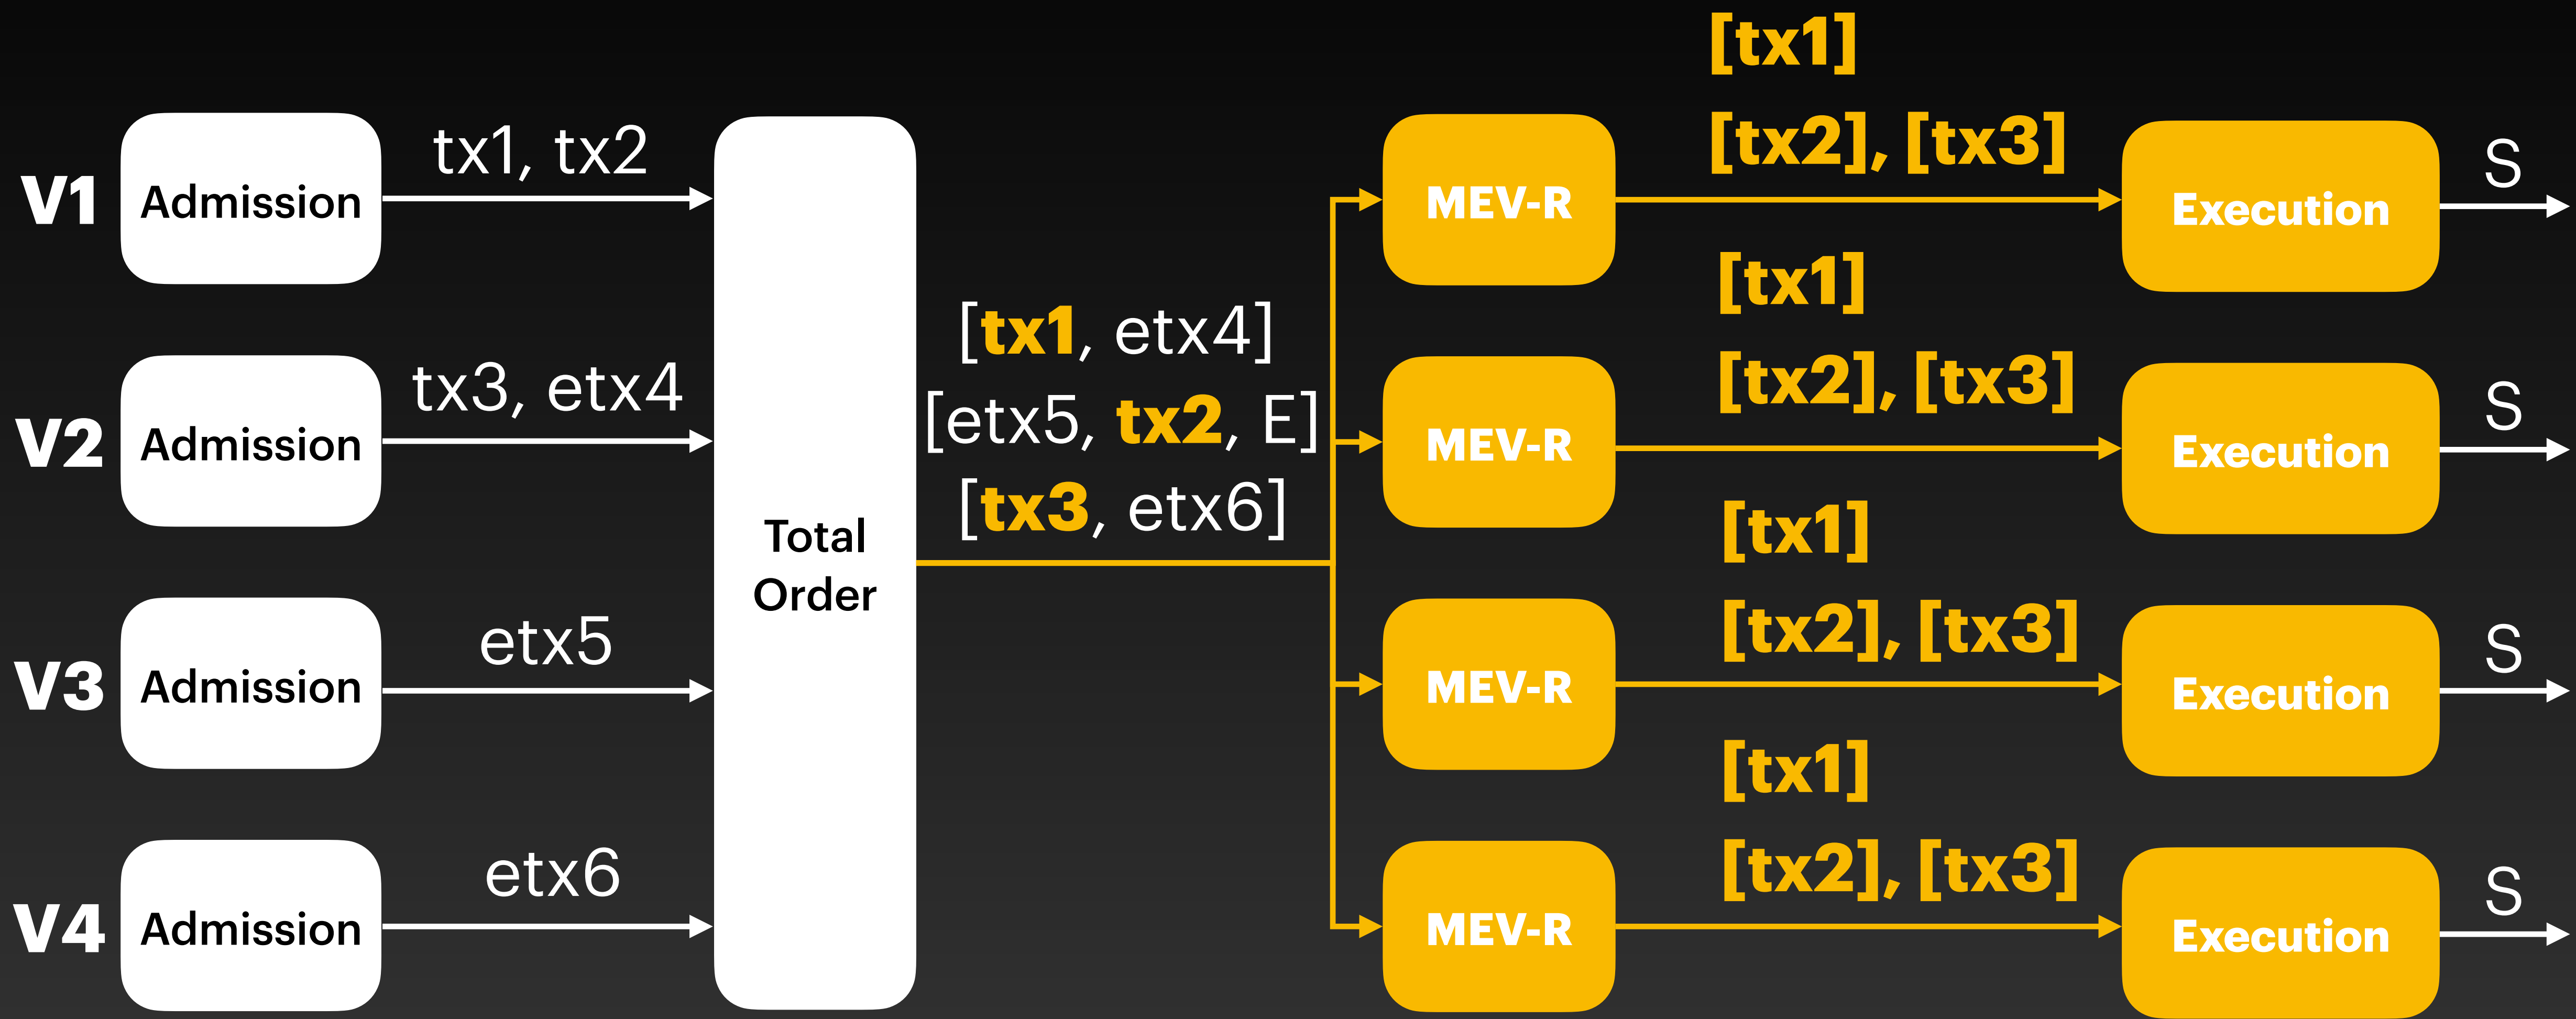 [tx1]
[tx2], [tx3]
V1
Admission
tx1, tx2
MEV-R
Execution
S
[tx1]
[tx2], [tx3]
V2
Admission
tx3, etx4
[tx1, etx4]
[etx5, tx2, E]
[tx3, etx6]
MEV-R
Execution
S
Total
Order
[tx1]
[tx2], [tx3]
V3
Admission
etx5
MEV-R
Execution
S
[tx1]
[tx2], [tx3]
V4
Admission
etx6
MEV-R
Execution
S